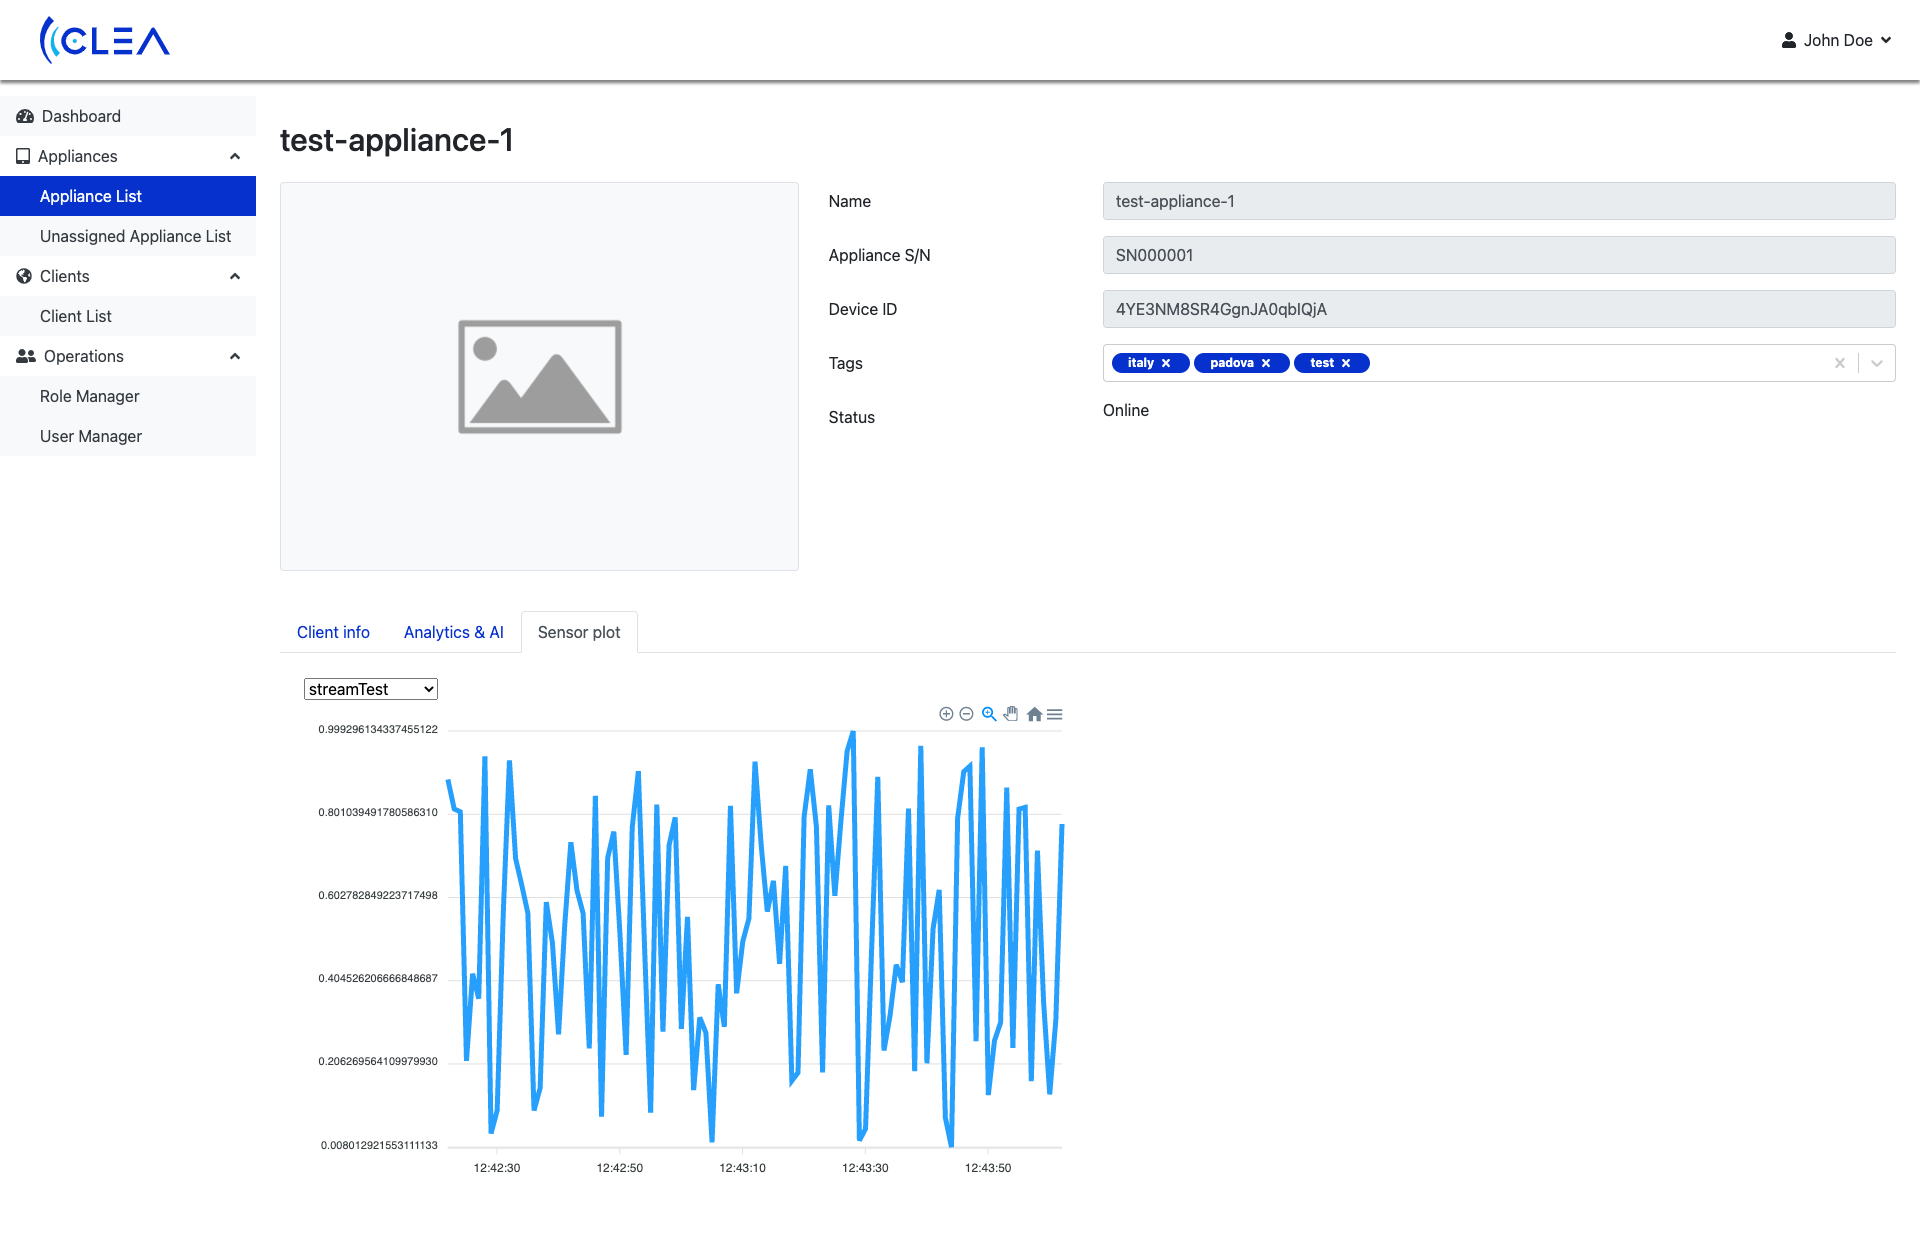 CLEA
John Doe
Dashboard
Appliances
Appliance List
Unassigned Appliance List
Clients
Client List
Operations
Role Manager
User Manager
test-appliance-1
Name
test-appliance-1
Appliance S/N
SN000001
Device ID
4YE3NM8SR4GgnJA0qbIQjA
Tags
italy
padova
test
Status
Online
Client info
Analytics & AI
Sensor plot
streamTest
0.999296134337455122
0.801039491780586310
0.602782849223717498
0.404526206666848687
0.206269564109979930
0.008012921553111133
12:42:30
12:42:50
12:43:10
12:43:30
12:43:50